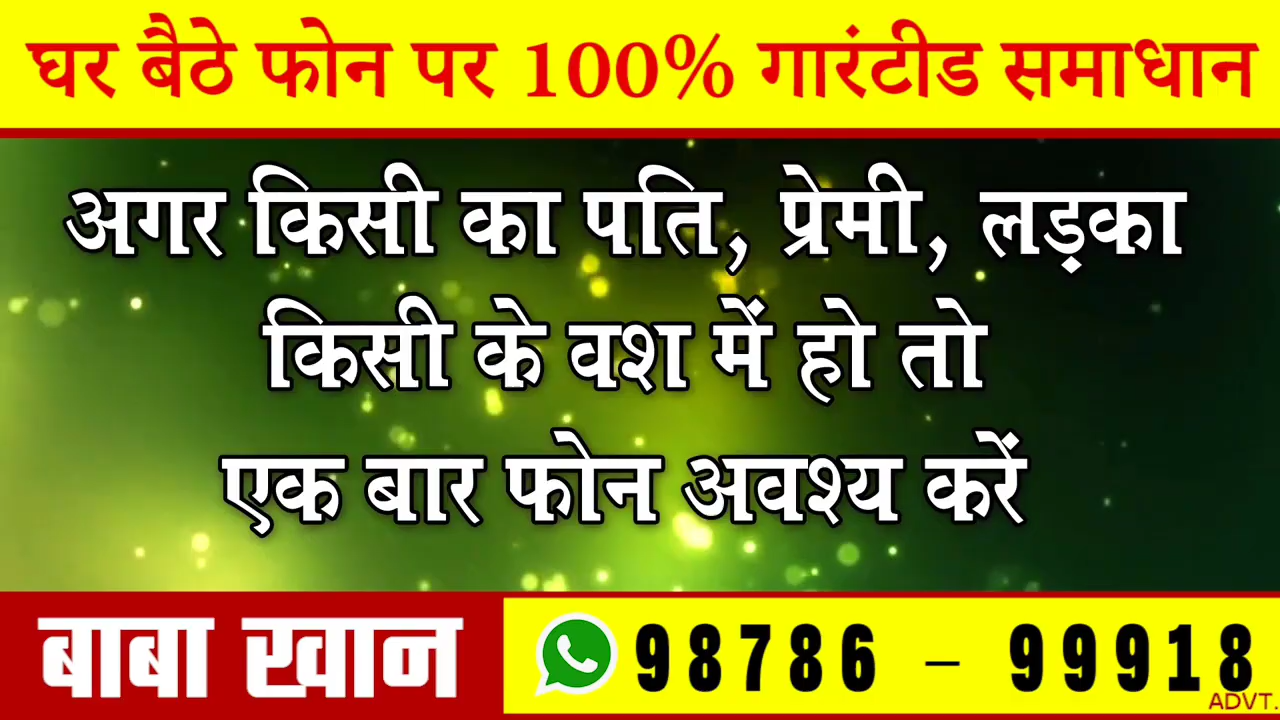 घर बैठे फोन पर 100% गारंटीड समाधान
अगर किसी का पति, प्रेमी, लड़का
किसी के वश में हो तो
एक बार फोन अवश्य करें
बाबा खान 98786 - 99918
ADVT.